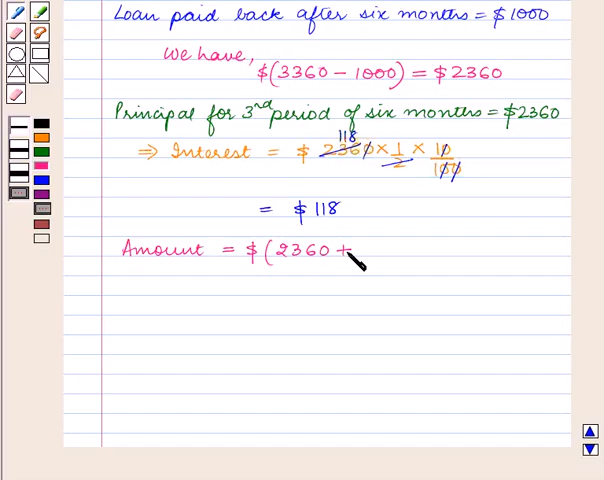 Loan paid back after six months = $1000
We have,
$(3360 - 1000) = $2360
Principal for 3rd period of six months = $2360
118
⇒ Interest = $ 2360 × 1/2 × 10/100
= $118
Amount = $(2360 +